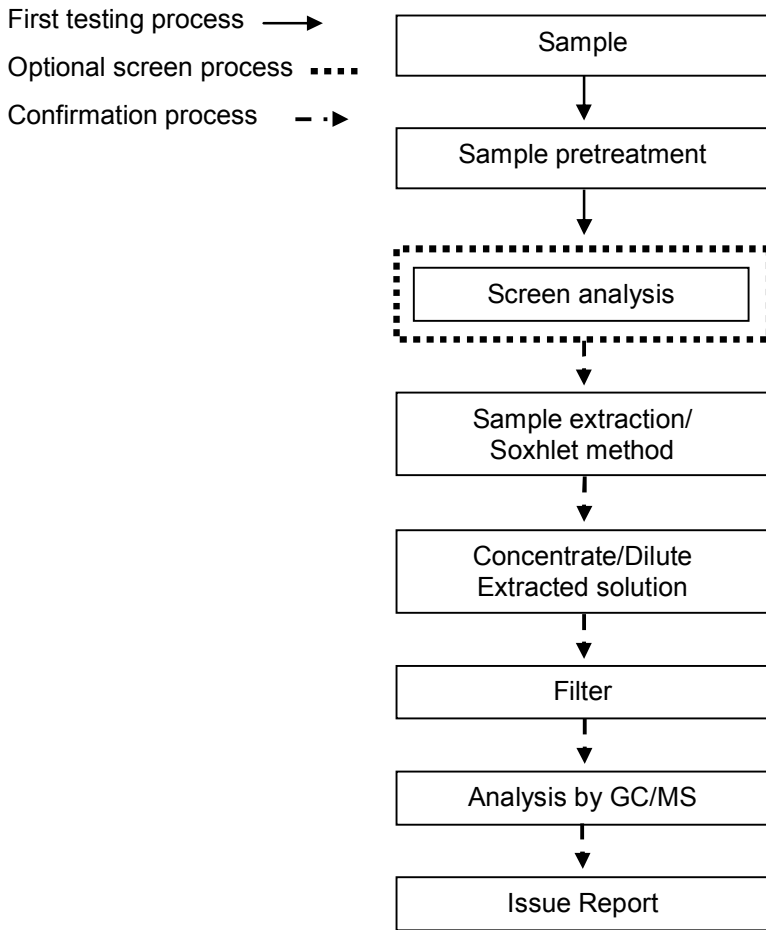 First testing process
Optional screen process
Confirmation process
Sample
Sample pretreatment
Screen analysis
Sample extraction/
Soxhlet method
Concentrate/Dilute
Extracted solution
Filter
Analysis by GC/MS
Issue Report